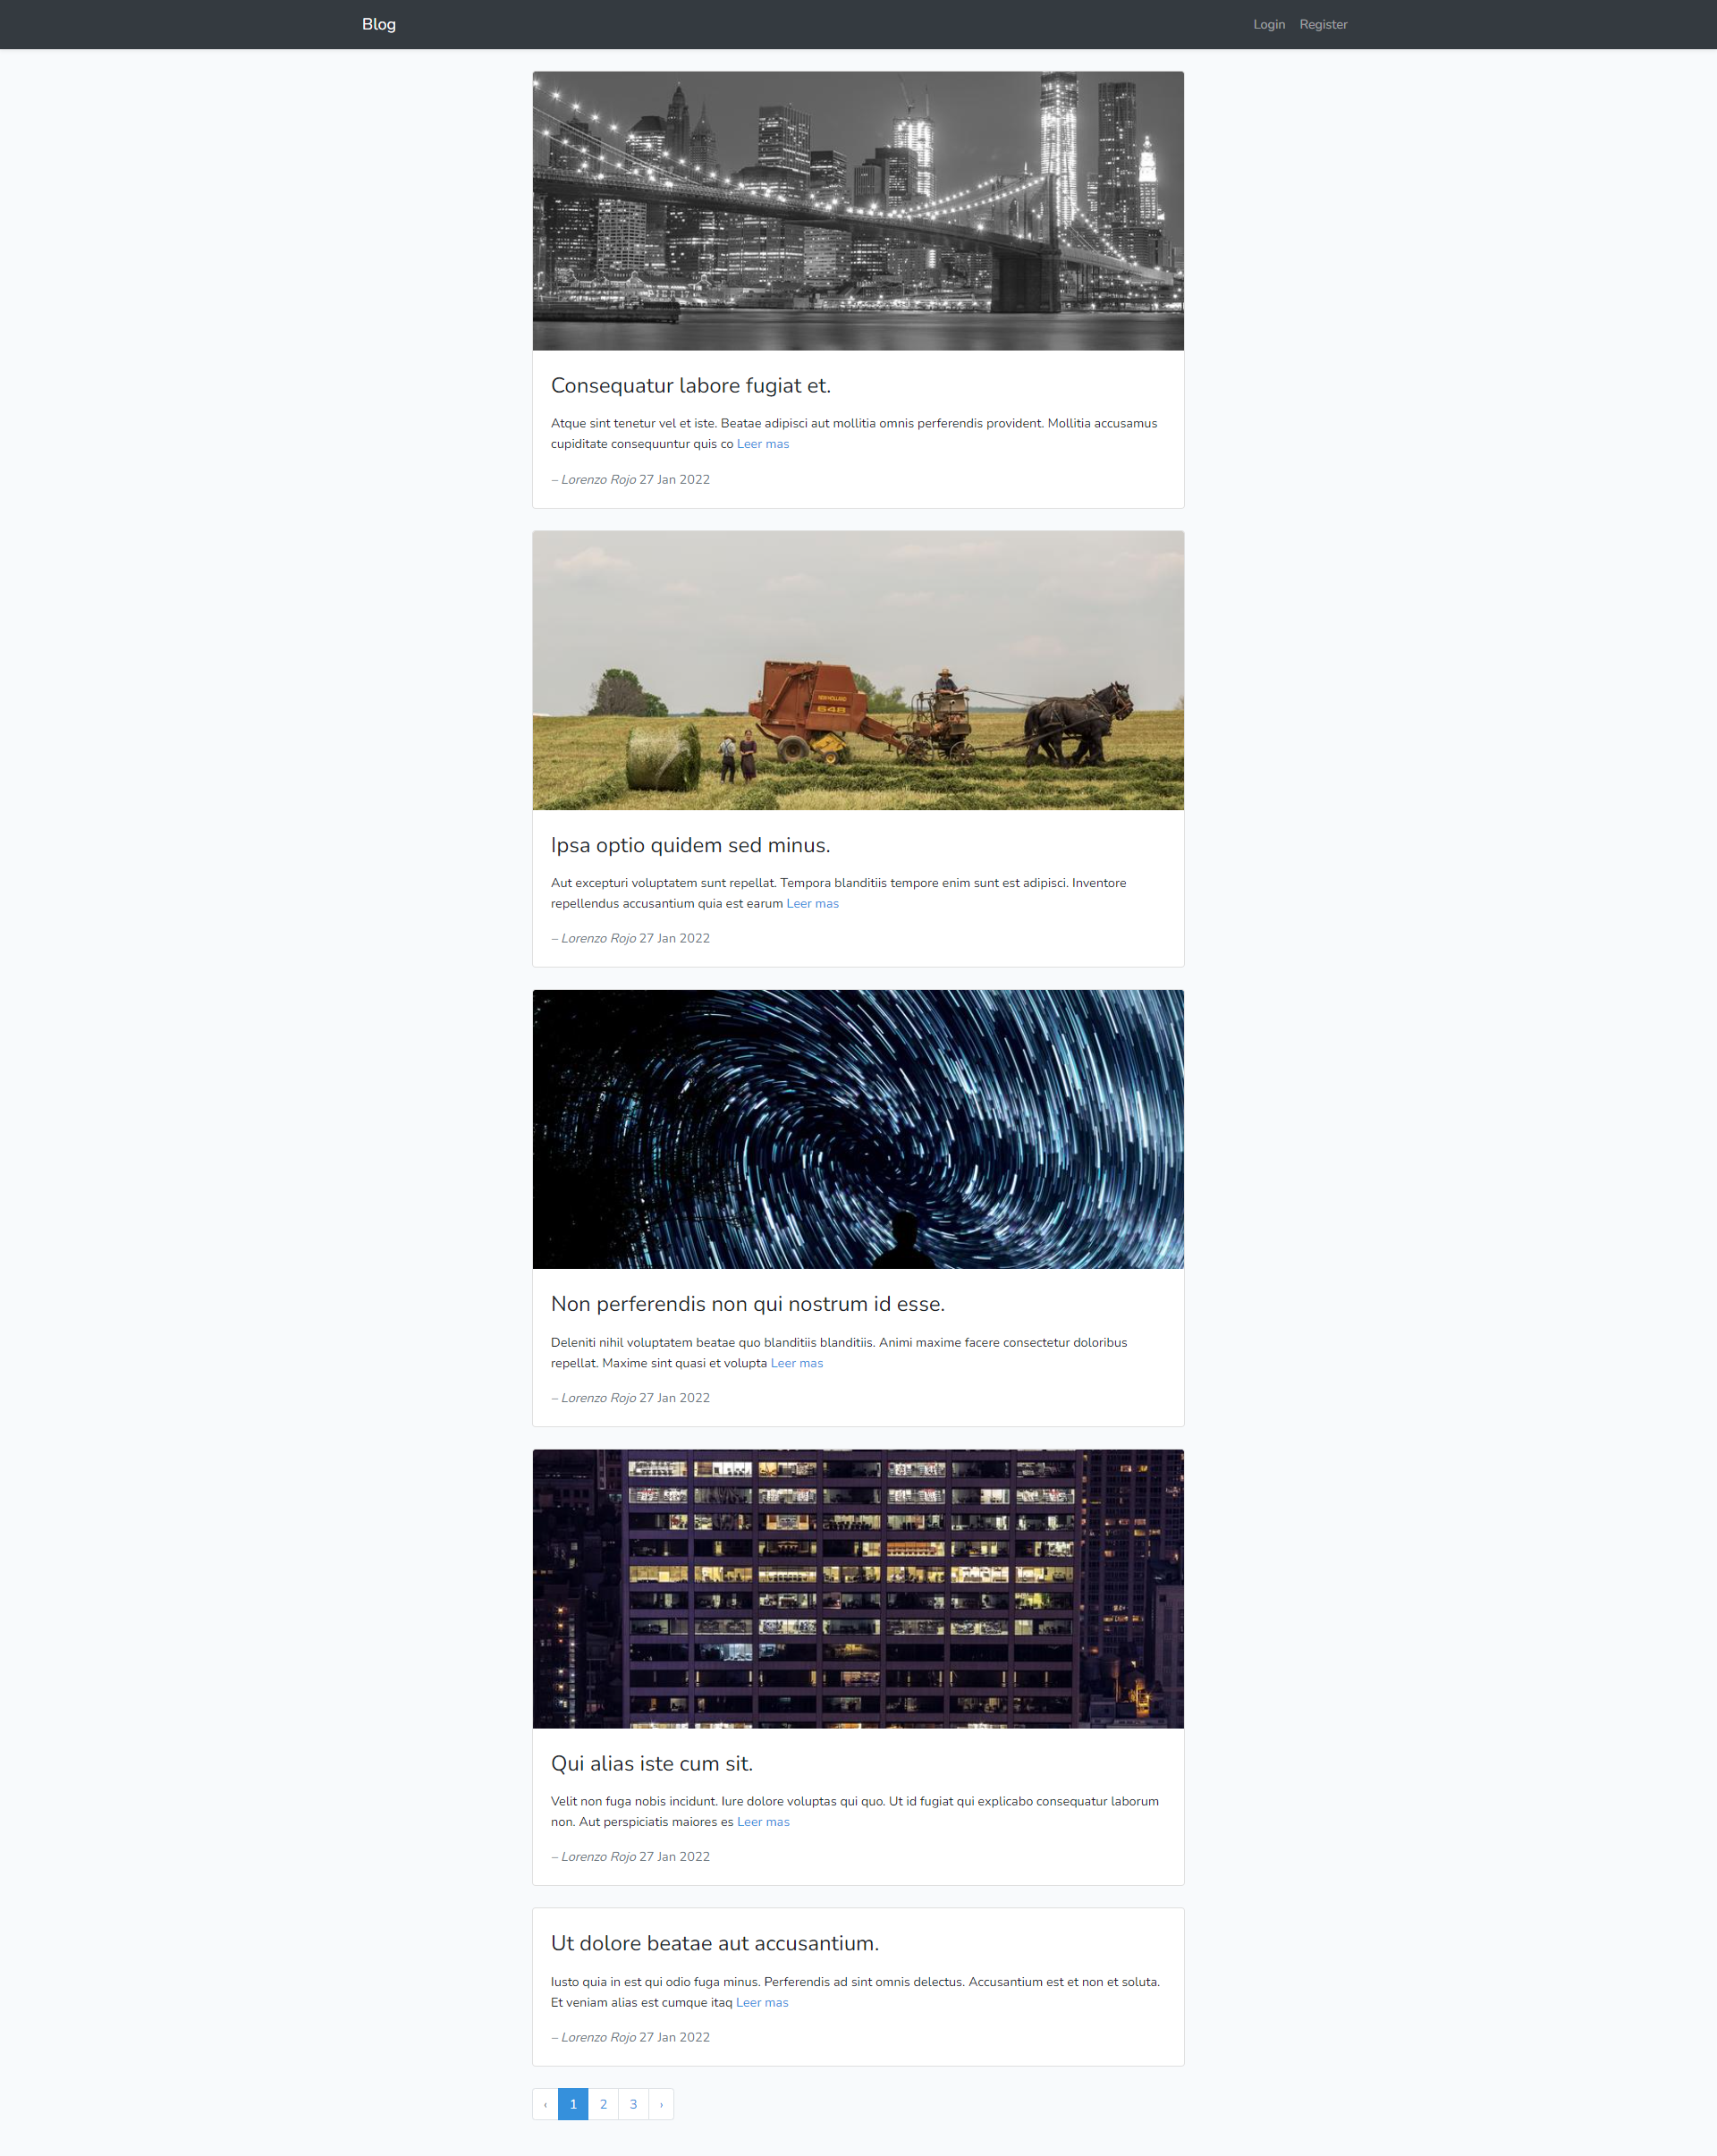 Blog
Login Register
Consequatur labore fugiat et.
Atque sint tenetur vel et iste. Beatae adipisci aut mollitia omnis perferendis provident. Mollitia accusamus
cupiditate consequuntur quis co Leer mas
– Lorenzo Rojo 27 Jan 2022
NEW HOLLAND
648
Ipsa optio quidem sed minus.
Aut excepturi voluptatem sunt repellat. Tempora blanditiis tempore enim sunt est adipisci. Inventore
repellendus accusantium quia est earum Leer mas
– Lorenzo Rojo 27 Jan 2022
Non perferendis non qui nostrum id esse.
Deleniti nihil voluptatem beatae quo blanditiis blanditiis. Animi maxime facere consectetur doloribus
repellat. Maxime sint quasi et volupta Leer mas
– Lorenzo Rojo 27 Jan 2022
Qui alias iste cum sit.
Velit non fuga nobis incidunt. Iure dolore voluptas qui quo. Ut id fugiat qui explicabo consequatur laborum
non. Aut perspiciatis maiores es Leer mas
– Lorenzo Rojo 27 Jan 2022
Ut dolore beatae aut accusantium.
Iusto quia in est qui odio fuga minus. Perferendis ad sint omnis delectus. Accusantium est et non et soluta.
Et veniam alias est cumque itaq Leer mas
– Lorenzo Rojo 27 Jan 2022
‹ 1 2 3 ›